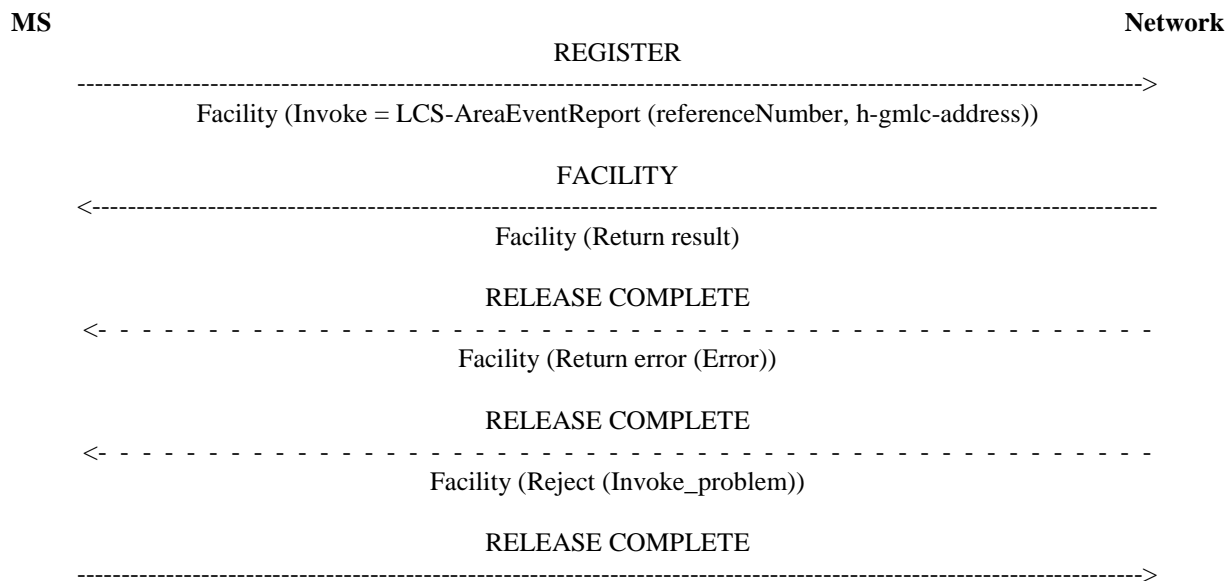 MS Network
REGISTER
------------------------------------------------------------------------------------------------------------------------------------------------>
Facility (Invoke = LCS-AreaEventReport (referenceNumber, h-gmlc-address))
FACILITY
<------------------------------------------------------------------------------------------------------------------------------------------------
Facility (Return result)
RELEASE COMPLETE
<- - - - - - - - - - - - - - - - - - - - - - - - - - - - - - - - - - - - - - - - - - - - - - - - -
Facility (Return error (Error))
RELEASE COMPLETE
<- - - - - - - - - - - - - - - - - - - - - - - - - - - - - - - - - - - - - - - - - - - - - - - - -
Facility (Reject (Invoke_problem))
RELEASE COMPLETE
------------------------------------------------------------------------------------------------------------------------------------------------>